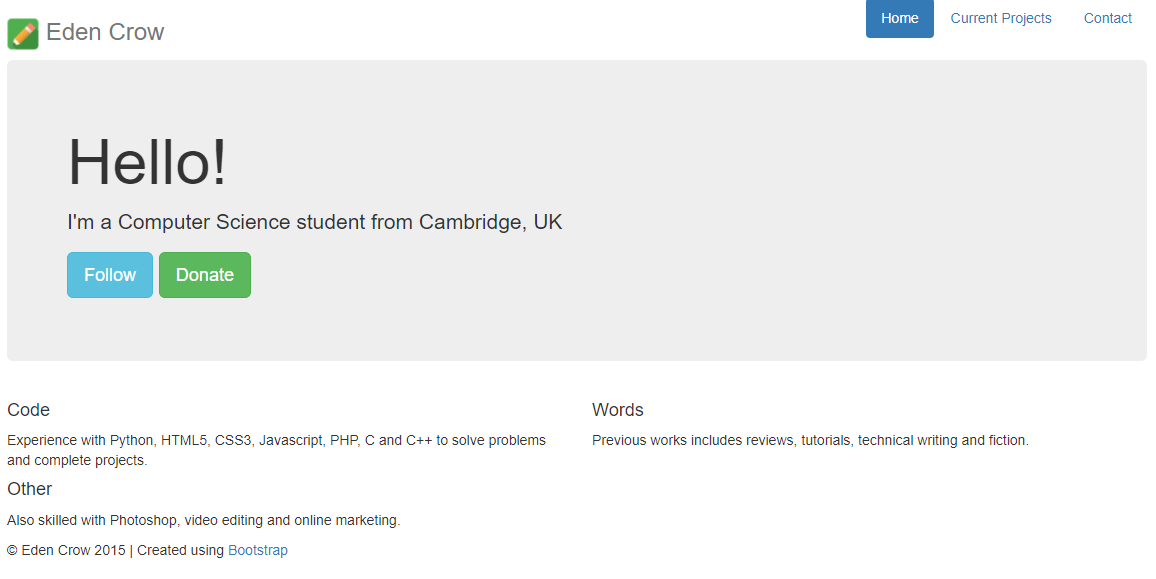 Eden Crow
Home
Current Projects
Contact
Hello!
I'm a Computer Science student from Cambridge, UK
Follow
Donate
Code
Experience with Python, HTML5, CSS3, Javascript, PHP, C and C++ to solve problems
and complete projects.
Words
Previous works includes reviews, tutorials, technical writing and fiction.
Other
Also skilled with Photoshop, video editing and online marketing.
© Eden Crow 2015 | Created using Bootstrap